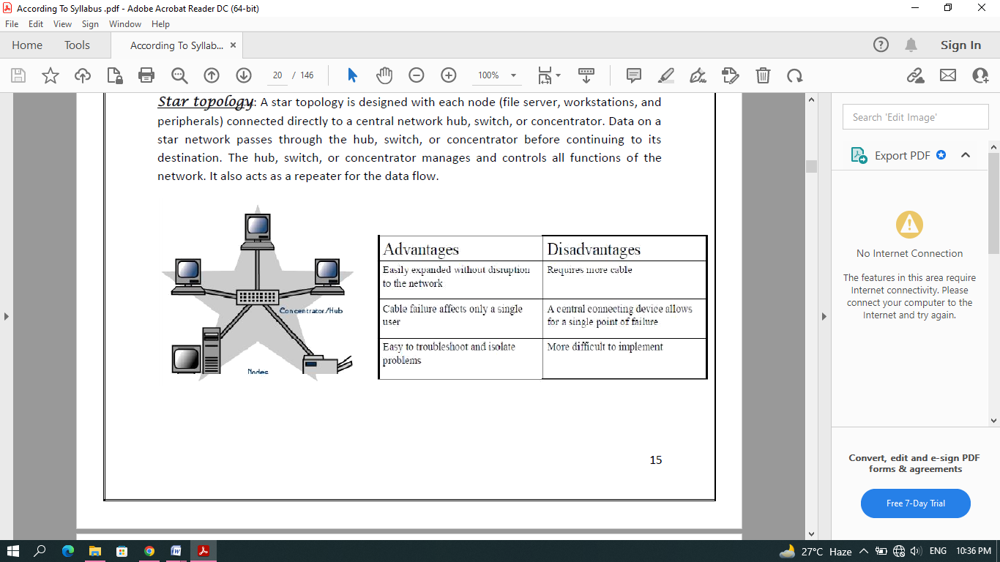 According To Syllabus .pdf - Adobe Acrobat Reader DC (64-bit)
File Edit View Sign Window Help
Home Tools According To Syllab... × Sign In
20 / 146 100%
Star topology: A star topology is designed with each node (file server, workstations, and
peripherals) connected directly to a central network hub, switch, or concentrator. Data on a
star network passes through the hub, switch, or concentrator before continuing to its
destination. The hub, switch, or concentrator manages and controls all functions of the
network. It also acts as a repeater for the data flow.
Concentrator/Hub
Nodes
Advantages Disadvantages
Easily expanded without disruption
to the network
Requires more cable
Cable failure affects only a single
user
A central connecting device allows
for a single point of failure
Easy to troubleshoot and isolate
problems
More difficult to implement
15
Search 'Edit Image'
Export PDF
No Internet Connection
The features in this area require
Internet connectivity. Please
connect your computer to the
Internet and try again.
Convert, edit and e-sign PDF
forms & agreements
Free 7-Day Trial
27°C Haze ENG 10:36 PM